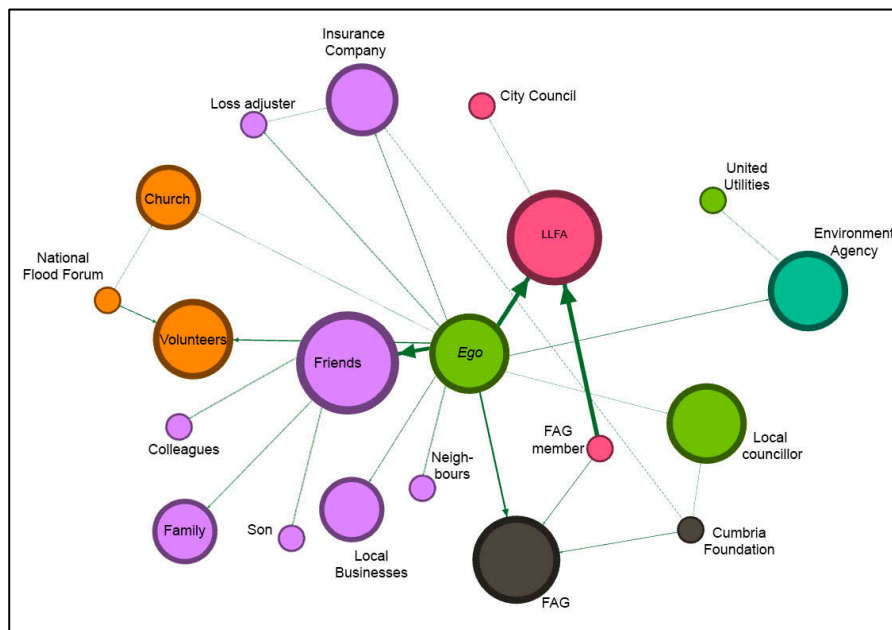 Insurance
Company
Loss adjuster
City Council
United
Utilities
Church
LLFA
Environment
Agency
National
Flood Forum
Volunteers
Friends
Ego
Colleagues
FAG
member
Local
councillor
Neigh-
bours
Family
Son
Local
Businesses
Cumbria
Foundation
FAG